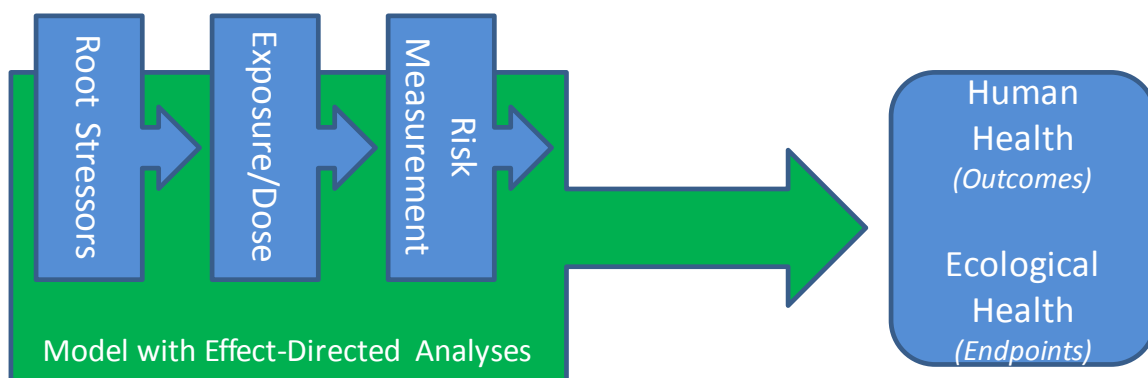 Root Stressors
Exposure/Dose
Risk
Measurement
Model with Effect-Directed Analyses
Human
Health
(Outcomes)
Ecological
Health
(Endpoints)